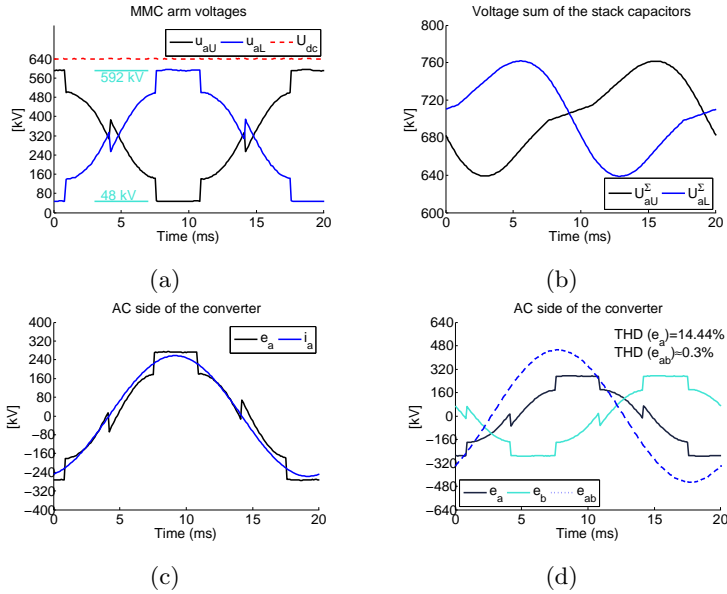 MMC arm voltages
u_aU u_aL U_dc
640
560
480
400
320
240
160
80
0
[kV]
592 kV
48 kV
0 5 10 15 20
Time (ms)
(a)
Voltage sum of the stack capacitors
800
760
720
680
640
600
[kV]
U^Σ_aU U^Σ_aL
0 5 10 15 20
Time (ms)
(b)
AC side of the converter
e_a i_a
400
320
240
160
80
0
−80
−160
−240
−320
−400
[kV]
0 5 10 15 20
Time (ms)
(c)
AC side of the converter
THD (e_a)=14.44%
THD (e_ab)≈0.3%
640
480
320
160
0
−160
−320
−480
−640
[kV]
e_a e_b e_ab
0 5 10 15 20
Time (ms)
(d)